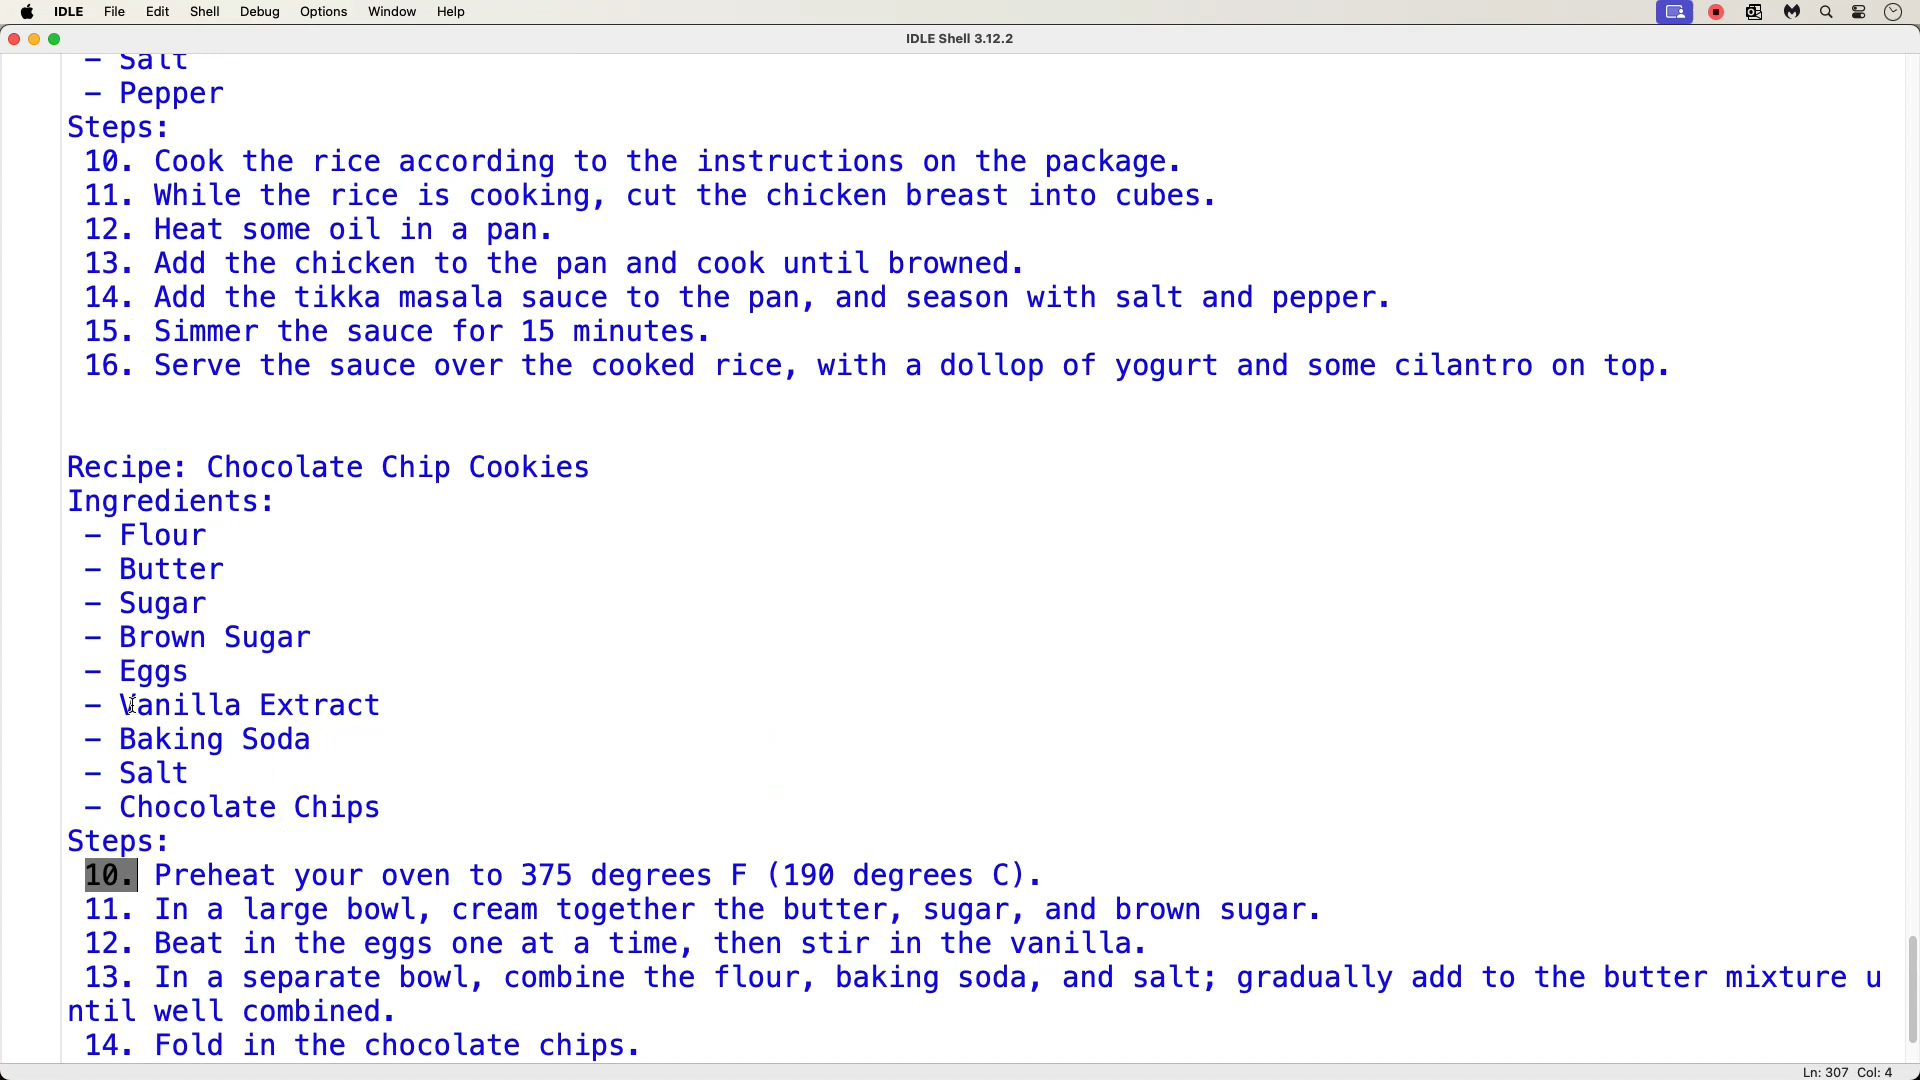 IDLE File Edit Shell Debug Options Window Help
IDLE Shell 3.12.2
- Salt
- Pepper
Steps:
10. Cook the rice according to the instructions on the package.
11. While the rice is cooking, cut the chicken breast into cubes.
12. Heat some oil in a pan.
13. Add the chicken to the pan and cook until browned.
14. Add the tikka masala sauce to the pan, and season with salt and pepper.
15. Simmer the sauce for 15 minutes.
16. Serve the sauce over the cooked rice, with a dollop of yogurt and some cilantro on top.
Recipe: Chocolate Chip Cookies
Ingredients:
- Flour
- Butter
- Sugar
- Brown Sugar
- Eggs
- Vanilla Extract
- Baking Soda
- Salt
- Chocolate Chips
Steps:
10. Preheat your oven to 375 degrees F (190 degrees C).
11. In a large bowl, cream together the butter, sugar, and brown sugar.
12. Beat in the eggs one at a time, then stir in the vanilla.
13. In a separate bowl, combine the flour, baking soda, and salt; gradually add to the butter mixture u
ntil well combined.
14. Fold in the chocolate chips.
Ln: 307 Col: 4